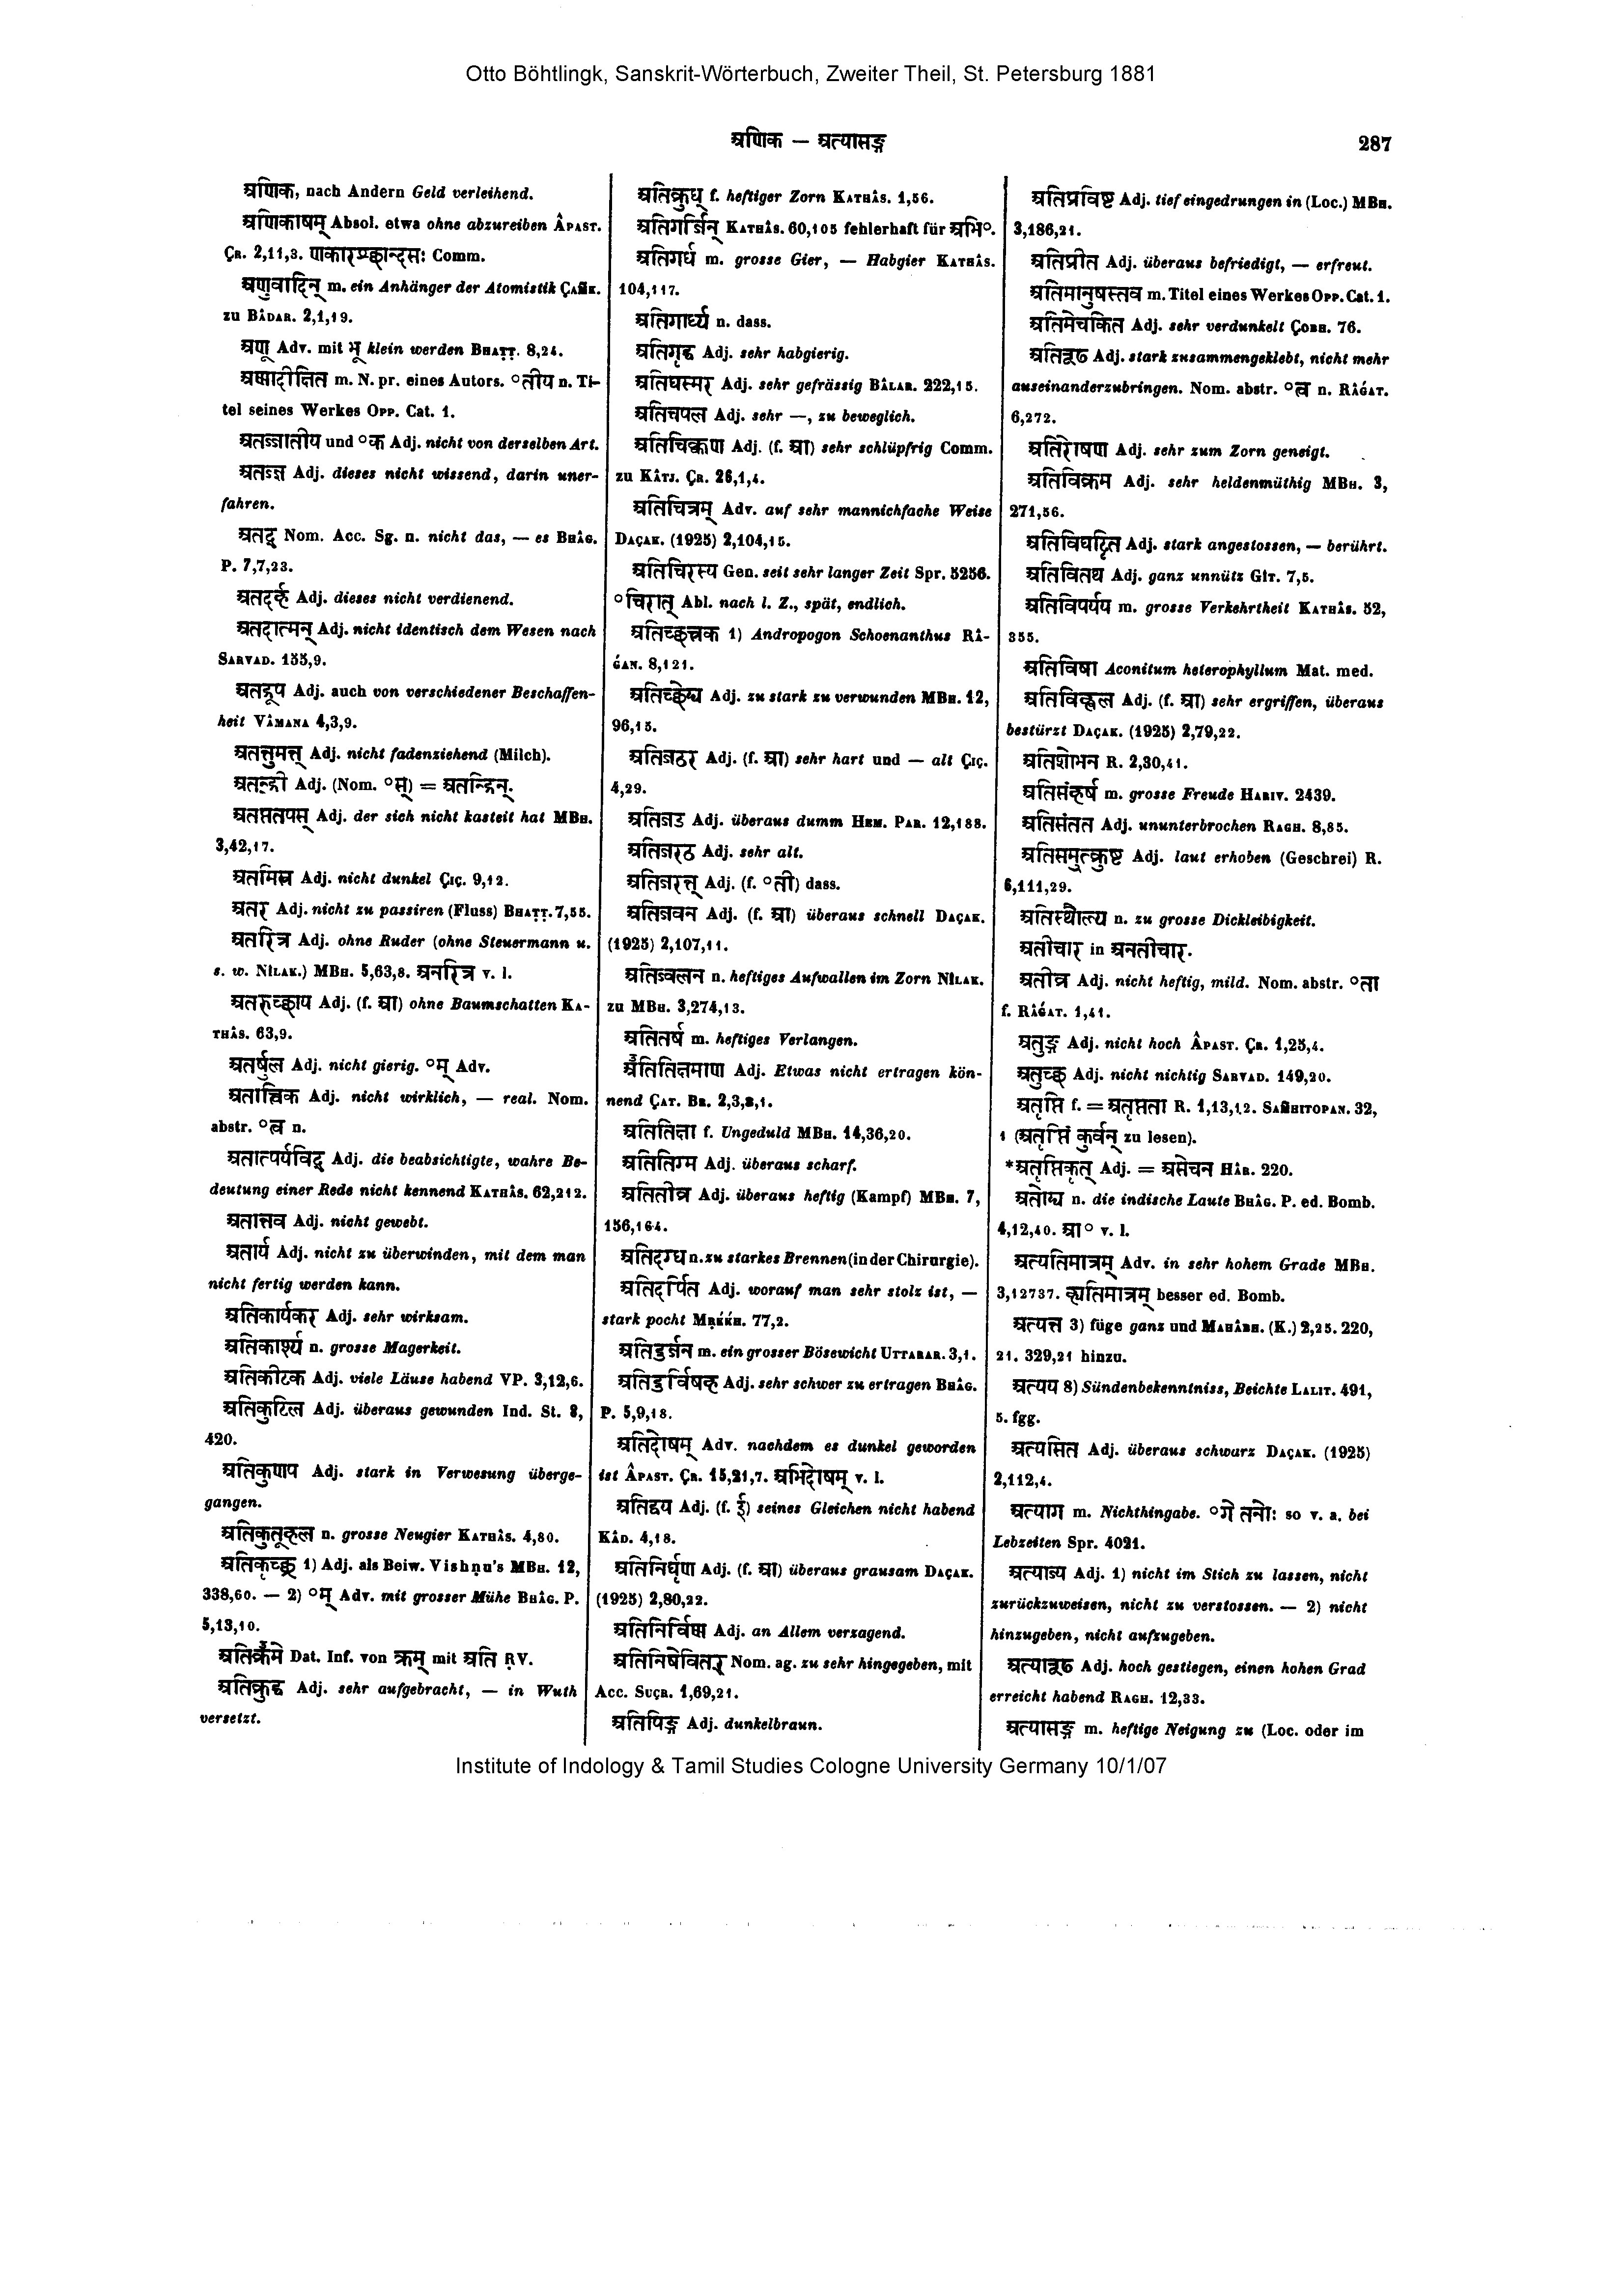 Otto Böhtlingk, Sanskrit-Wörterbuch, Zweiter Theil, St. Petersburg 1881
अणिक — अत्यासङ्ग 287
अणिक, nach Andern Geld verleihend.
अणिकाषम् Absol. etwa ohne abzureiben Âpast.
Çr. 2,11,3. Comm.
अणुवादिन् m. ein Anhänger der Atomistik Çañk.
zu Bâdar. 2,1,19.
अणू Adv. mit भू klein werden Bhaṭṭ. 8,24.
अण्णादीक्षित m. N. pr. eines Autors. °तीय n. Ti-
tel seines Werkes Opp. Cat. 1.
अतज्जातीय und °क Adj. nicht von derselben Art.
अतज्ज्ञ Adj. dieses nicht wissend, darin uner-
fahren.
अतद् Nom. Acc. Sg. n. nicht das, — es Bhâg.
P. 7,7,23.
अतदर्ह Adj. dieses nicht verdienend.
अतदात्मन् Adj. nicht identisch dem Wesen nach
Sarvad. 155,9.
अतद्रूप Adj. auch von verschiedener Beschaffen-
heit Vâmana 4,3,9.
अतन्तुमत् Adj. nicht fadenziehend (Milch).
अतन्द्री Adj. (Nom. °स्) = अतन्द्रिन्.
अतप्ततपस् Adj. der sich nicht kasteit hat MBh.
3,42,17.
अतमिस्र Adj. nicht dunkel Çiç. 9,12.
अतर Adj. nicht zu passiren (Fluss) Bhaṭṭ. 7,55.
अतरित्र Adj. ohne Ruder (ohne Steuermann u.
s. w. Nîlak.) MBh. 5,63,8. अनरित्र v. l.
अतरुच्छाय Adj. (f. आ) ohne Baumschatten Ka-
thâs. 63,9.
अतर्षुल Adj. nicht gierig. °म् Adv.
अतात्त्विक Adj. nicht wirklich, — real. Nom.
abstr. °त्व n.
अतात्पर्यविद् Adj. die beabsichtigte, wahre Be-
deutung einer Rede nicht kennend Kathâs. 62,212.
अतान्तव Adj. nicht gewebt.
अतार्य Adj. nicht zu überwinden, mit dem man
nicht fertig werden kann.
अतिकार्यकर Adj. sehr wirksam.
अतिकार्श्य n. grosse Magerkeit.
अतिकीटक Adj. viele Läuse habend VP. 3,12,6.
अतिकुटिल Adj. überaus gewunden Ind. St. 8,
420.
अतिकुणप Adj. stark in Verwesung überge-
gangen.
अतिकुतूहल n. grosse Neugier Kathâs. 4,80.
अतिकृच्छ्र 1) Adj. als Beiw. Vishṇu's MBh. 12,
338,60. — 2) °म् Adv. mit grosser Mühe Bhâg. P.
5,13,10.
अतिक्रमे Dat. Inf. von क्रम् mit अति ṚV.
अतिक्रुद्ध Adj. sehr aufgebracht, — in Wuth
versetzt.
अतिक्रुध् f. heftiger Zorn Kathâs. 1,56.
अतिगर्जिन् Kathâs. 60,105 fehlerhaft für अभि°.
अतिगर्ध m. grosse Gier, — Habgier Kathâs.
104,117.
अतिगार्ध्य n. dass.
अतिगृद्ध Adj. sehr habgierig.
अतिघस्मर Adj. sehr gefrässig Bâlar. 222,15.
अतिचपल Adj. sehr —, zu beweglich.
अतिचिक्कण Adj. (f. आ) sehr schlüpfrig Comm.
zu Kâtj. Çr. 26,1,4.
अतिचित्रम् Adv. auf sehr mannichfache Weise
Daçak. (1925) 2,104,15.
अतिचिरस्य Gen. seit sehr langer Zeit Spr. 5256.
°चिरात् Abl. nach l. Z., spät, endlich.
अतिच्छत्त्रक 1) Andropogon Schoenanthus Râ-
ǵan. 8,121.
अतिच्छेद्य Adj. zu stark zu verwunden MBh. 12,
96,15.
अतिजठर Adj. (f. आ) sehr hart und — alt Çiç.
4,29.
अतिजड Adj. überaus dumm Hem. Par. 12,188.
अतिजरठ Adj. sehr alt.
अतिजरत् Adj. (f. °ती) dass.
अतिजवन Adj. (f. आ) überaus schnell Daçak.
(1925) 2,107,11.
अतिज्वलन n. heftiges Aufwallen im Zorn Nîlak.
zu MBh. 3,274,13.
अतितर्ष m. heftiges Verlangen.
अतितिक्षमाण Adj. Etwas nicht ertragen kön-
nend Çat. Br. 2,3,3,1.
अतितिक्षा f. Ungeduld MBh. 14,36,20.
अतितिग्म Adj. überaus scharf.
अतितीव्र Adj. überaus heftig (Kampf) MBh. 7,
156,164.
अतिदग्ध n. zu starkes Brennen (in der Chirurgie).
अतिदर्पित Adj. worauf man sehr stolz ist, —
stark pocht Mṛḱḱh. 77,2.
अतिदुर्जन m. ein grosser Bösewicht Uttarar. 3,1.
अतिदुर्विषह Adj. sehr schwer zu ertragen Bhâg.
P. 5,9,18.
अतिदोषम् Adv. nachdem es dunkel geworden
ist Âpast. Çr. 15,21,7. अभिदोषम् v. l.
अतिद्वय Adj. (f. ई) seines Gleichen nicht habend
Kâd. 4,18.
अतिनिर्घृण Adj. (f. आ) überaus grausam Daçak.
(1925) 2,80,22.
अतिनिर्विण्ण Adj. an Allem verzagend.
अतिनिषेवितर् Nom. ag. zu sehr hingegeben, mit
Acc. Suçr. 1,69,21.
अतिपिङ्ग Adj. dunkelbraun.
अतिप्रविष्ट Adj. tief eingedrungen in (Loc.) MBh.
3,186,21.
अतिप्रीत Adj. überaus befriedigt, — erfreut.
अतिमानुषस्तव m. Titel eines Werkes Opp. Cat. 1.
अतिमेचकित Adj. sehr verdunkelt Çobh. 76.
अतिरूढ Adj. stark zusammengeklebt, nicht mehr
auseinanderzubringen. Nom. abstr. °त्व n. Râǵat.
6,272.
अतिरोषण Adj. sehr zum Zorn geneigt.
अतिविक्रम Adj. sehr heldenmüthig MBh. 3,
271,56.
अतिविघट्टित Adj. stark angestossen, — berührt.
अतिवितथ Adj. ganz unnütz Gît. 7,5.
अतिविपर्यय m. grosse Verkehrtheit Kathâs. 52,
355.
अतिविषा Aconitum heterophyllum Mat. med.
अतिविह्वल Adj. (f. आ) sehr ergriffen, überaus
bestürzt Daçak. (1925) 2,79,22.
अतिशोभन R. 2,30,41.
अतिसंहर्ष m. grosse Freude Hariv. 2439.
अतिसंतत Adj. ununterbrochen Ragh. 8,85.
अतिसमुत्क्रुष्ट Adj. laut erhoben (Geschrei) R.
6,111,29.
अतिस्थौल्य n. zu grosse Dickleibigkeit.
अतीचार in अनतीचार.
अतीव्र Adj. nicht heftig, mild. Nom. abstr. °ता
f. Râǵat. 1,41.
अतुङ्ग Adj. nicht hoch Âpast. Çr. 1,25,4.
अतुच्छ Adj. nicht nichtig Sarvad. 149,20.
अतृप्ति f. = अतृप्तता R. 1,13,12. Sañhitopan. 32,
1 (अतृप्तिं कुर्वन् zu lesen).
*अतृप्तिकृत् Adj. = असेचन Hâr. 220.
अतोद्य n. die indische Laute Bhâg. P. ed. Bomb.
4,12,40. आ° v. l.
अत्यतिमात्रम् Adv. in sehr hohem Grade MBh.
3,12737. ह्यतिमात्रम् besser ed. Bomb.
अत्यन्त 3) füge ganz und Mahâbh. (K.) 2,25. 220,
21. 329,21 hinzu.
अत्यय 8) Sündenbekenntniss, Beichte Lalit. 491,
5. fgg.
अत्यसित Adj. überaus schwarz Daçak. (1925)
2,112,4.
अत्याग m. Nichthingabe. °गे तनोः so v. a. bei
Lebzeiten Spr. 4021.
अत्याज्य Adj. 1) nicht im Stich zu lassen, nicht
zurückzuweisen, nicht zu verstossen. — 2) nicht
hinzugeben, nicht aufzugeben.
अत्यारूढ Adj. hoch gestiegen, einen hohen Grad
erreicht habend Ragh. 12,33.
अत्यासङ्ग m. heftige Neigung zu (Loc. oder im
Institute of Indology & Tamil Studies Cologne University Germany 10/1/07